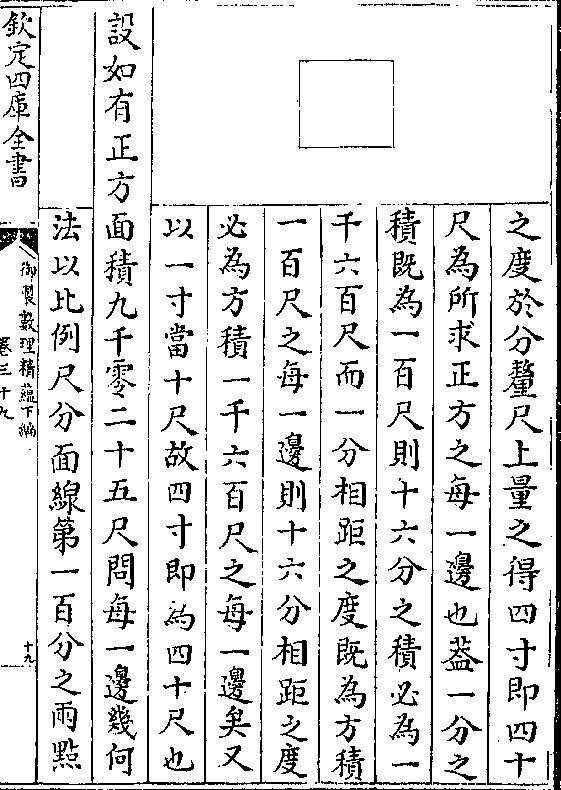 之度於分釐尺上量之得四寸即四十
尺為所求正方之每一邊也葢一分之
積既為一百尺則十六分之積必為一
千六百尺而一分相距之度既為方積
一百尺之每一邊則十六分相距之度
必為方積一千六百尺之每一邊矣又
以一寸當十尺故四寸即為四十尺也
設如有正方面積九千零二十五尺問每一邊幾何
法以比例尺分面線第一百分之兩㸃
欽定四庫全書
御製數理精蘊下編
卷三十九
十九